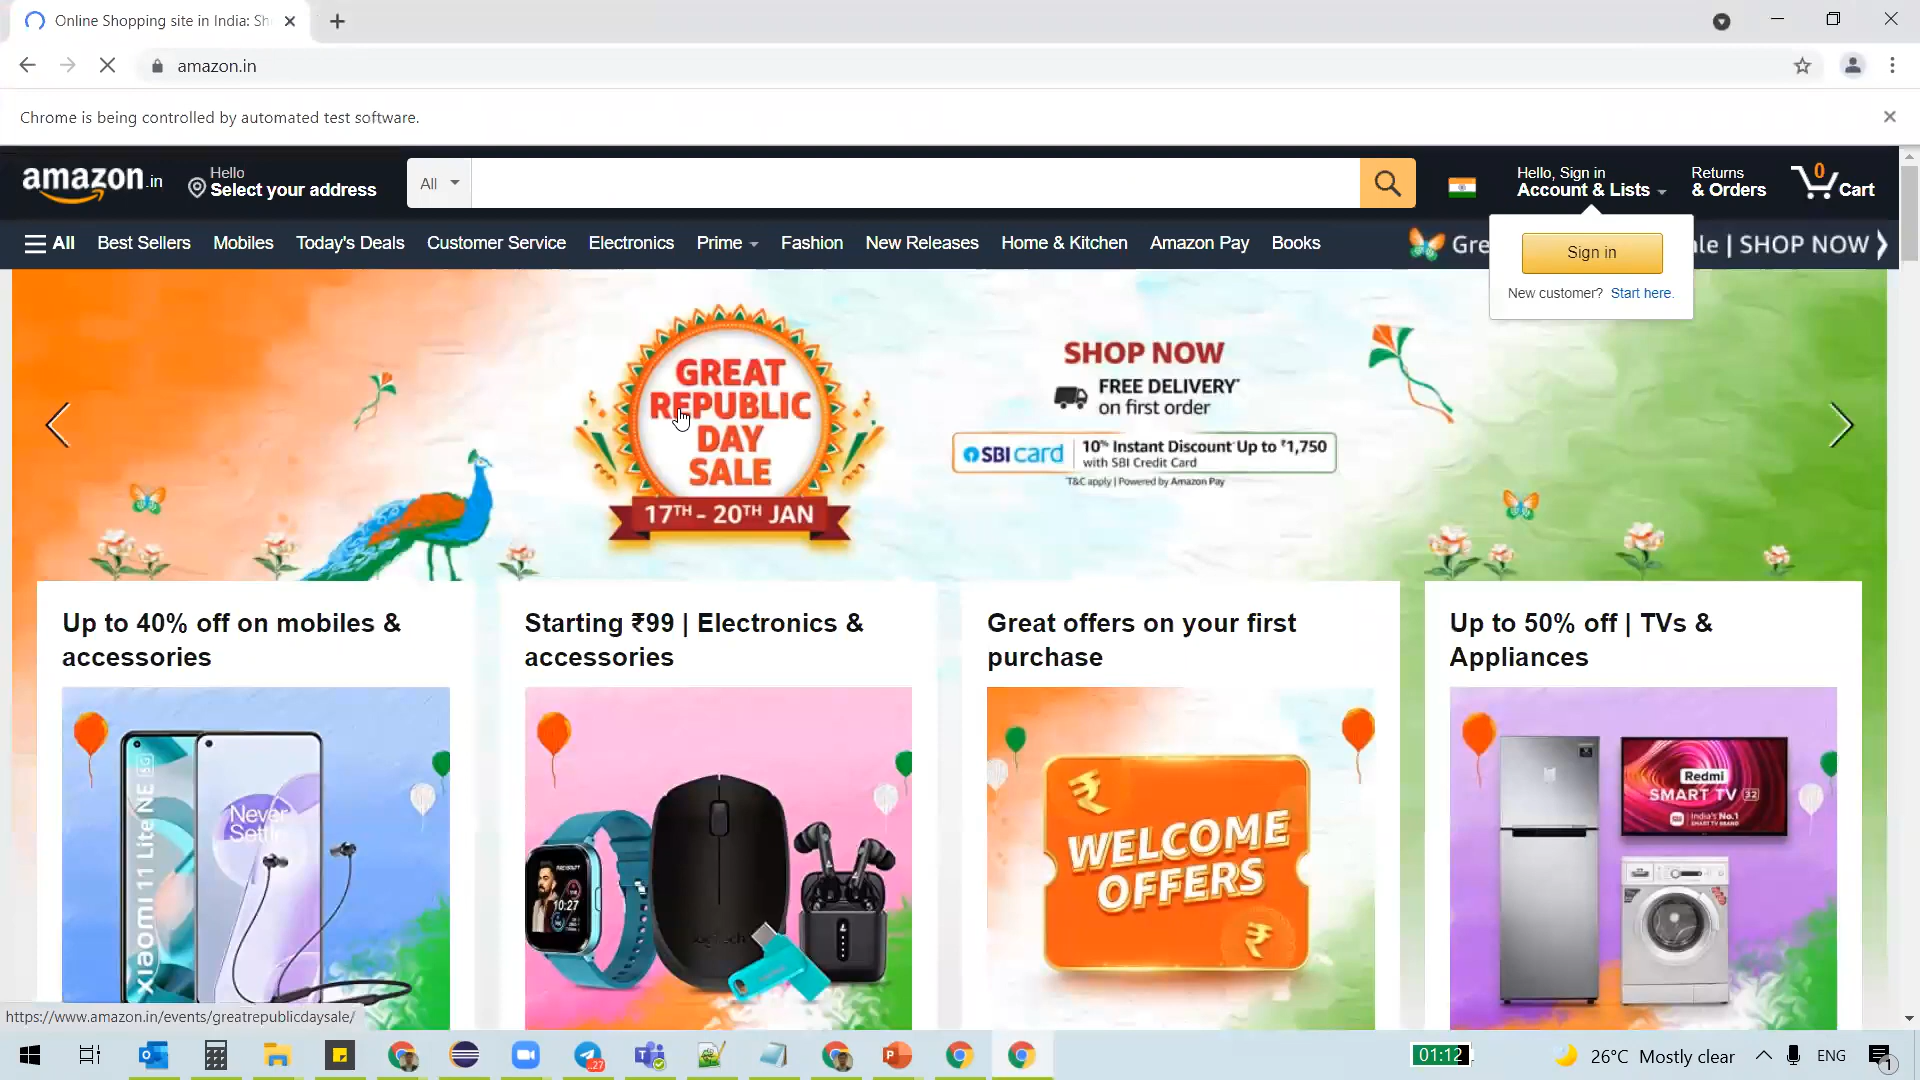 Online Shopping site in India: Sh
amazon.in
Chrome is being controlled by automated test software.
amazon.in
Hello
Select your address
All
Hello, Sign in
Account & Lists
Returns
& Orders
0
Cart
All
Best Sellers
Mobiles
Today's Deals
Customer Service
Electronics
Prime
Fashion
New Releases
Home & Kitchen
Amazon Pay
Books
Gre
le | SHOP NOW
Sign in
New customer? Start here.
GREAT
REPUBLIC
DAY
SALE
17TH - 20TH JAN
SHOP NOW
FREE DELIVERY*
on first order
SBI card
10% Instant Discount* Up to ₹1,750
with SBI Credit Card
*T&C apply | Powered by Amazon Pay
Up to 40% off on mobiles &
accessories
Starting ₹99 | Electronics &
accessories
Great offers on your first
purchase
Up to 50% off | TVs &
Appliances
xiaomi 11 Lite NE 5G
Never
Settle
10:27
logitech
₹
WELCOME
OFFERS
₹
Redmi
SMART TV 32
India's No.1
SMART TV BRAND
https://www.amazon.in/events/greatrepublicdaysale/
27
01:12
26°C Mostly clear
ENG
1